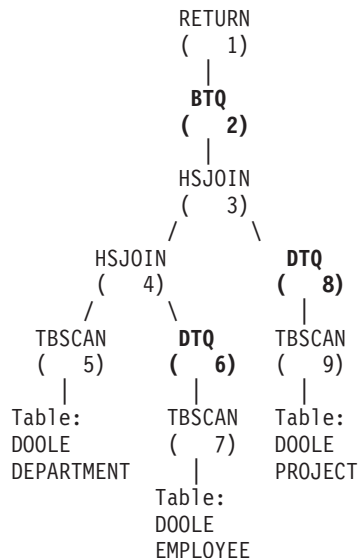 RETURN
( 1)
|
BTQ
( 2)
|
HSJOIN
( 3)
/ \
HSJOIN DTQ
( 4) ( 8)
/ \ |
TBSCAN DTQ TBSCAN
( 5) ( 6) ( 9)
| | |
Table: TBSCAN Table:
DOOLE ( 7) DOOLE
DEPARTMENT | PROJECT
Table:
DOOLE
EMPLOYEE